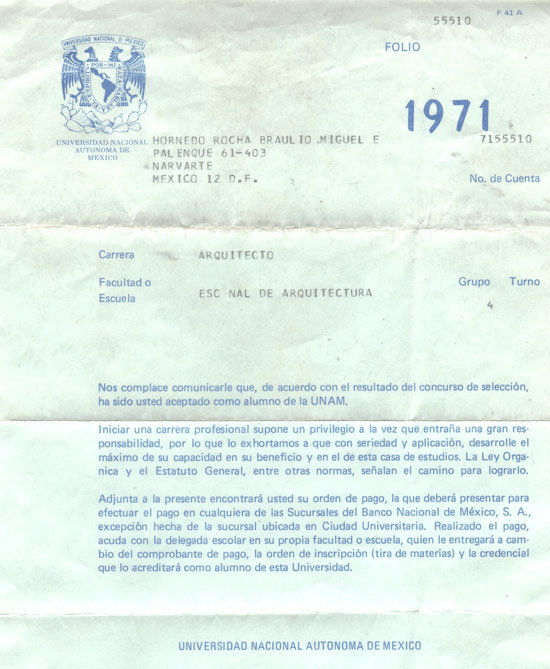 55510
F 41 A
FOLIO
UNIVERSIDAD NACIONAL D MEXICO
POR MI
1971
UNIVERSIDAD NACIONAL
AUTONOMA DE
MEXICO
HORNEDO ROCHA BRAULIO MIGUEL E
PALENQUE 61-403
NARVARTE
MEXICO 12 D.F.
7155510
No. de Cuenta
Carrera ARQUITECTO
Facultad o
Escuela ESC NAL DE ARQUITECTURA
Grupo Turno
4
Nos complace comunicarle que, de acuerdo con el resultado del concurso de selección,
ha sido usted aceptado como alumno de la UNAM.
Iniciar una carrera profesional supone un privilegio a la vez que entraña una gran res-
ponsabilidad, por lo que lo exhortamos a que con seriedad y aplicación, desarrolle el
máximo de su capacidad en su beneficio y en el de esta casa de estudios. La Ley Orga-
nica y el Estatuto General, entre otras normas, señalan el camino para lograrlo.
Adjunta a la presente encontrará usted su orden de pago, la que deberá presentar para
efectuar el pago en cualquiera de las Sucursales del Banco Nacional de México, S. A.,
excepción hecha de la sucursal ubicada en Ciudad Universitaria. Realizado el pago,
acuda con la delegada escolar en su propia facultad o escuela, quien le entregará a cam-
bio del comprobante de pago, la orden de inscripción (tira de materias) y la credencial
que lo acreditará como alumno de esta Universidad.
UNIVERSIDAD NACIONAL AUTONOMA DE MEXICO